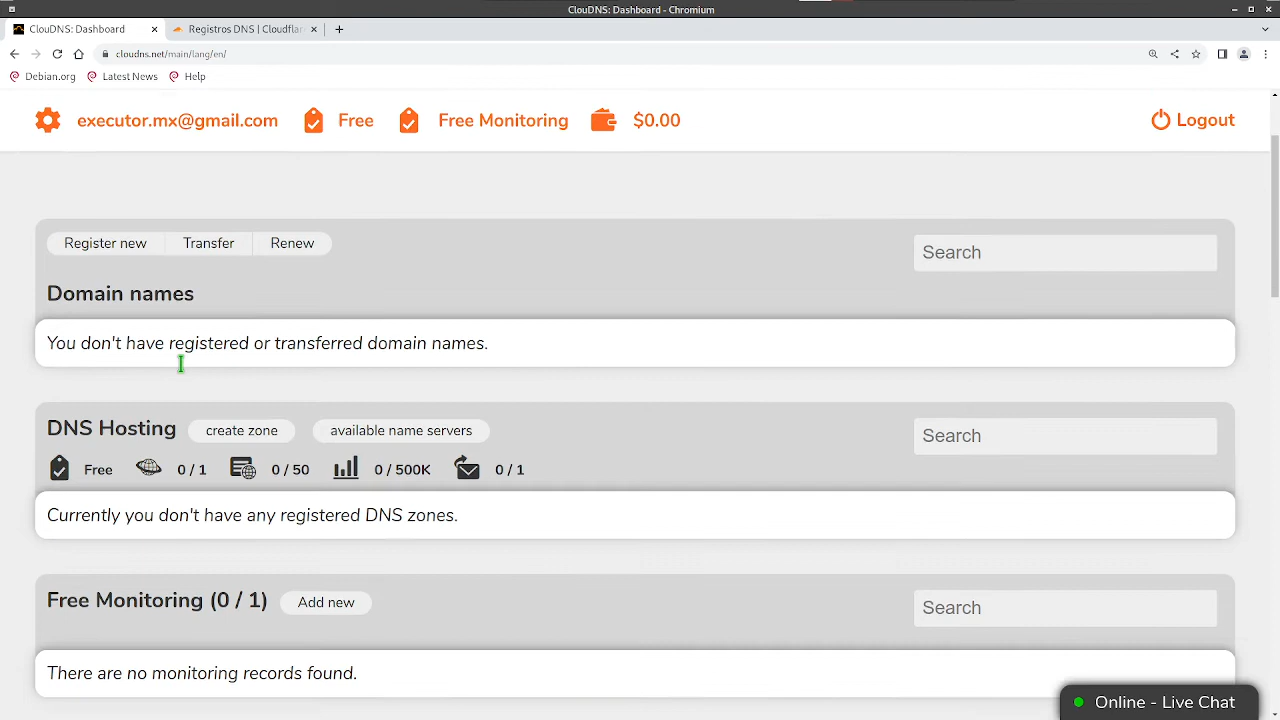 ClouDNS: Dashboard - Chromium
ClouDNS: Dashboard
Registros DNS | Cloudflar
cloudns.net/main/lang/en/
Debian.org Latest News Help
executor.mx@gmail.com Free Free Monitoring $0.00 Logout
Register new Transfer Renew Search
Domain names
You don't have registered or transferred domain names.
DNS Hosting create zone available name servers Search
Free 0 / 1 0 / 50 0 / 500K 0 / 1
Currently you don't have any registered DNS zones.
Free Monitoring (0 / 1) Add new Search
There are no monitoring records found.
Online - Live Chat